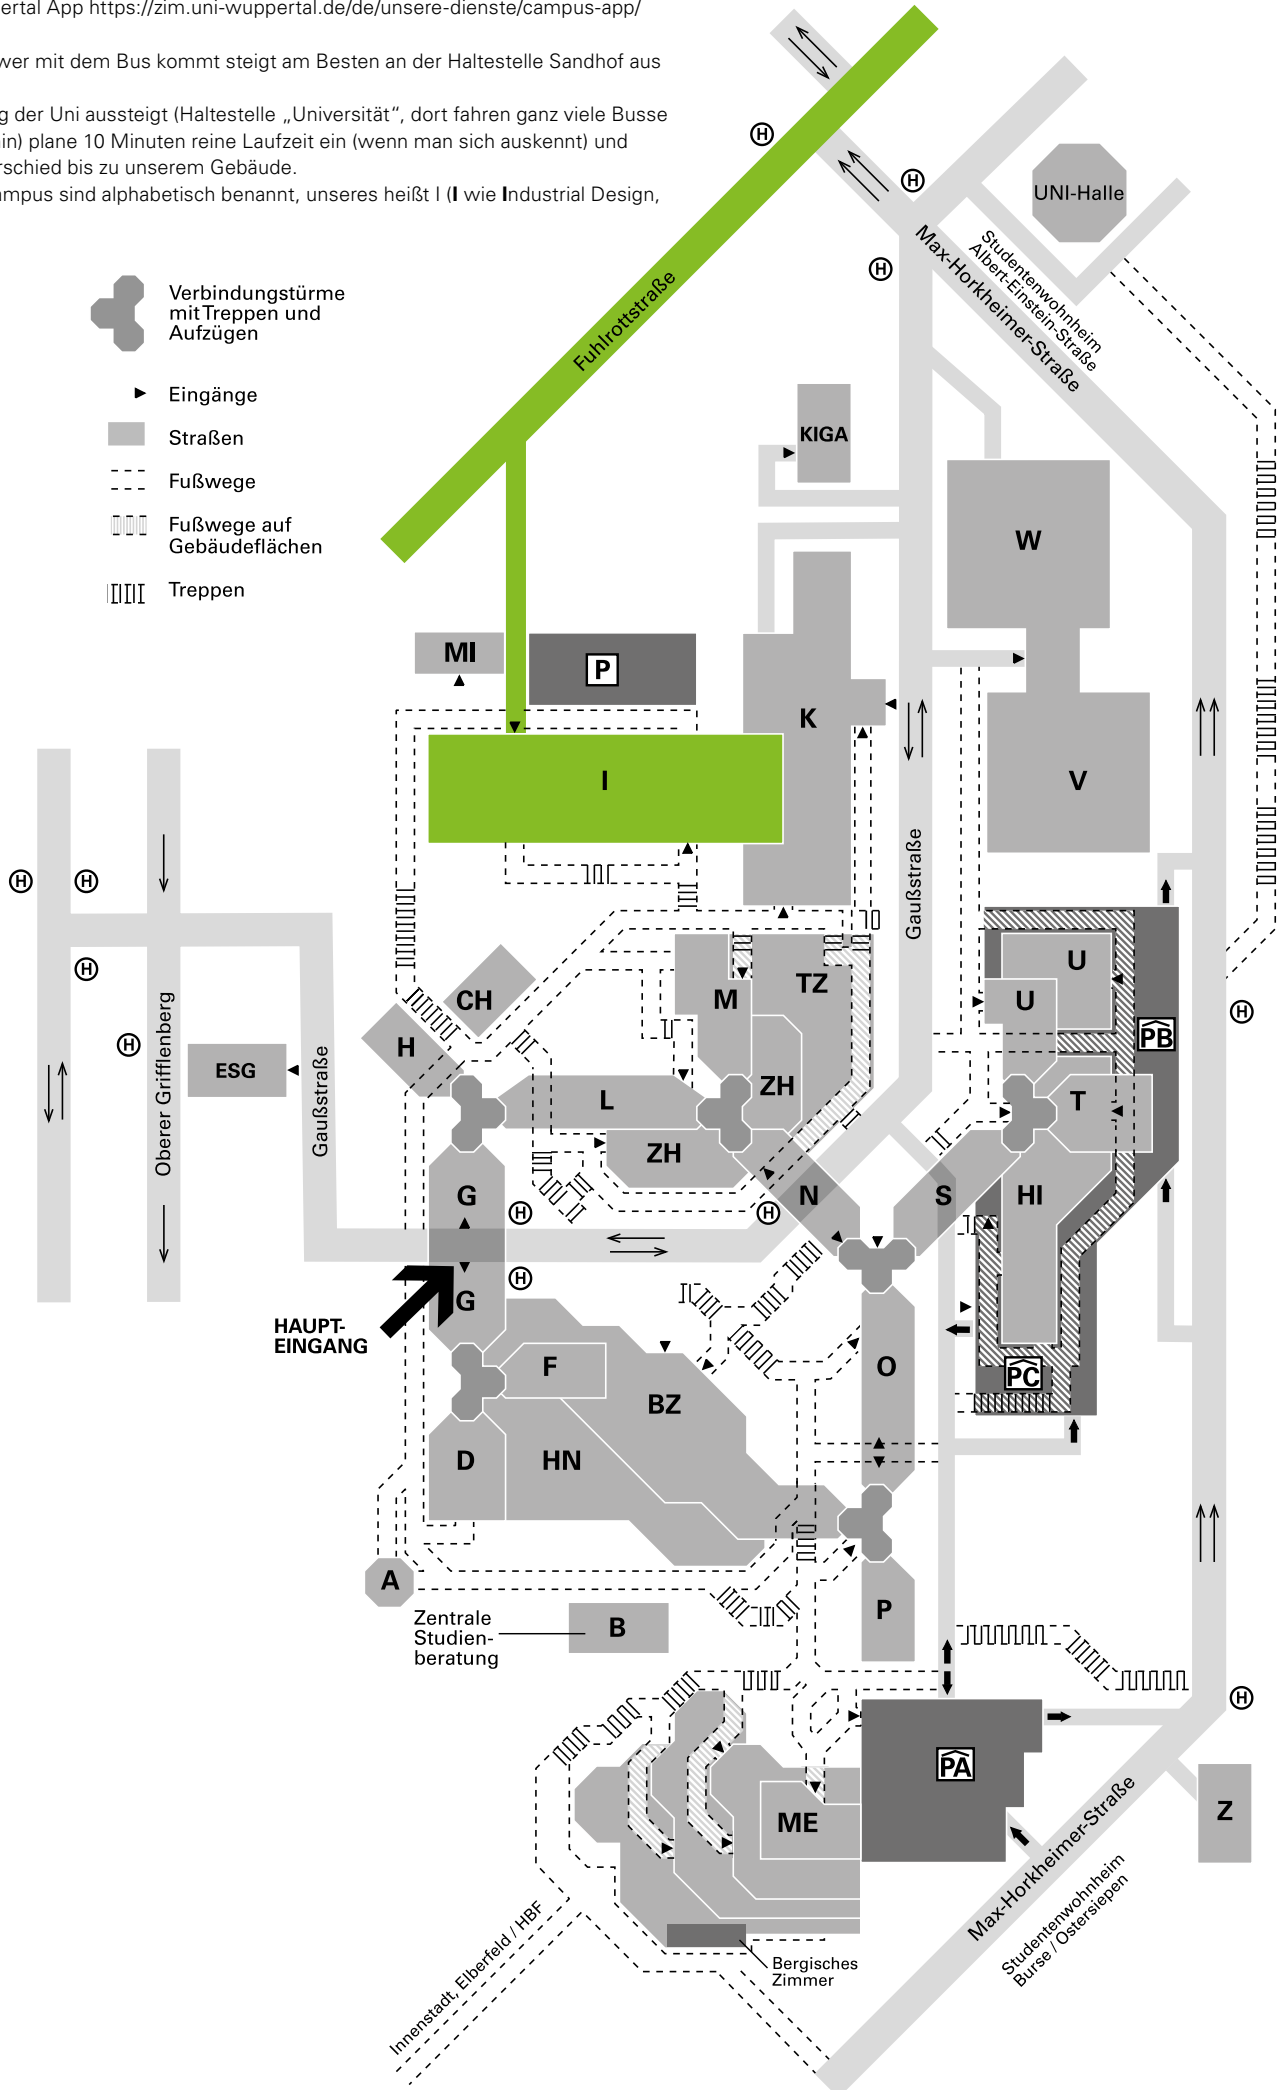 pertal App https://zim.uni-wuppertal.de/de/unsere-dienste/campus-app/
wer mit dem Bus kommt steigt am Besten an der Haltestelle Sandhof aus
g der Uni aussteigt (Haltestelle „Universität“, dort fahren ganz viele Busse
in) plane 10 Minuten reine Laufzeit ein (wenn man sich auskennt) und
rschied bis zu unserem Gebäude.
ampus sind alphabetisch benannt, unseres heißt I (I wie Industrial Design,
H
H
H
UNI-Halle
Max-Horkheimer-Straße
Studentenwohnheim
Albert-Einstein-Straße
Fuhlrottstraße
Verbindungstürme
mit Treppen und
Aufzügen
Eingänge
Straßen
Fußwege
Fußwege auf
Gebäudeflächen
Treppen
KIGA
W
MI
P
K
I
V
H
H
H
H
Gaußstraße
U
U
TZ
M
CH
H
H
PB
Oberer Grifflenberg
ESG
Gaußstraße
L
ZH
ZH
T
G
H
H
N
S
HI
H
G
HAUPT-
EINGANG
F
O
PC
BZ
D
HN
A
P
Zentrale
Studien-
beratung
B
H
PA
ME
Z
Max-Horkheimer-Straße
Studentenwohnheim
Burse / Ostersiepen
Innenstadt, Elberfeld / HBF
Bergisches
Zimmer